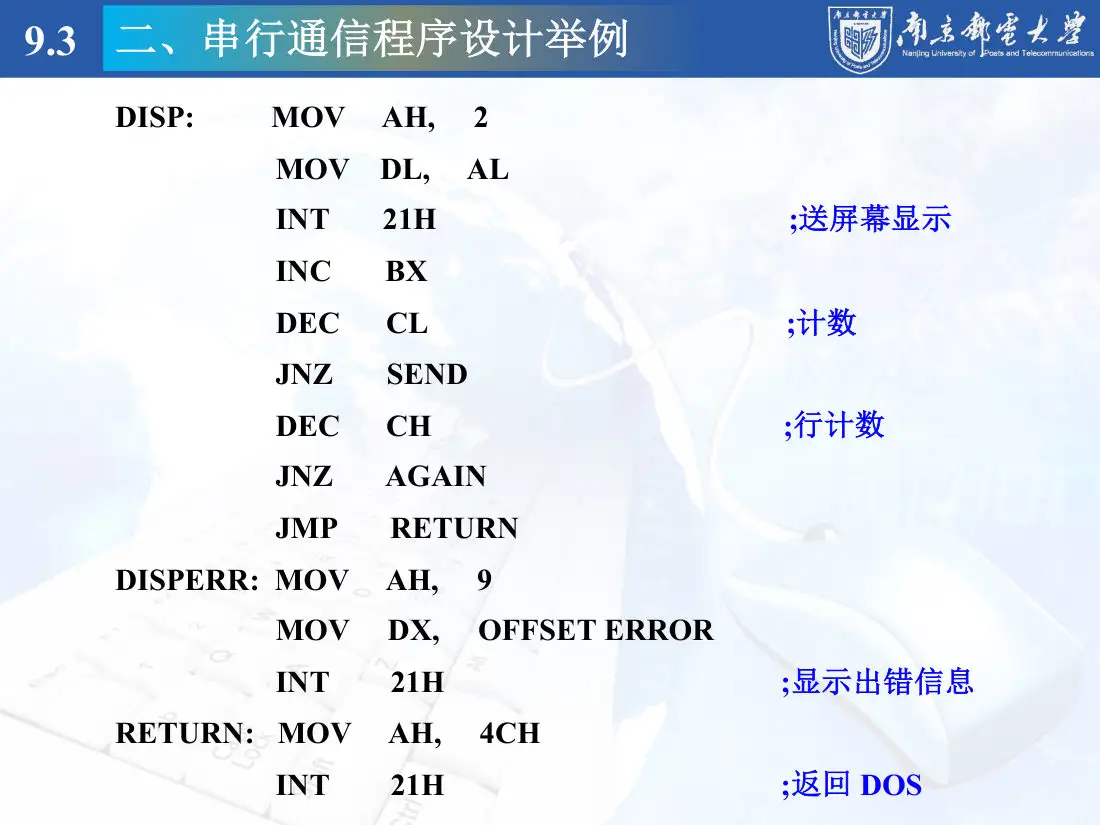 9.3 二、串行通信程序设计举例
南京邮电大学
Nanjing University of Posts and Telecommunications
DISP: MOV AH, 2
MOV DL, AL
INT 21H ;送屏幕显示
INC BX
DEC CL ;计数
JNZ SEND
DEC CH ;行计数
JNZ AGAIN
JMP RETURN
DISPERR: MOV AH, 9
MOV DX, OFFSET ERROR
INT 21H ;显示出错信息
RETURN: MOV AH, 4CH
INT 21H ;返回 DOS